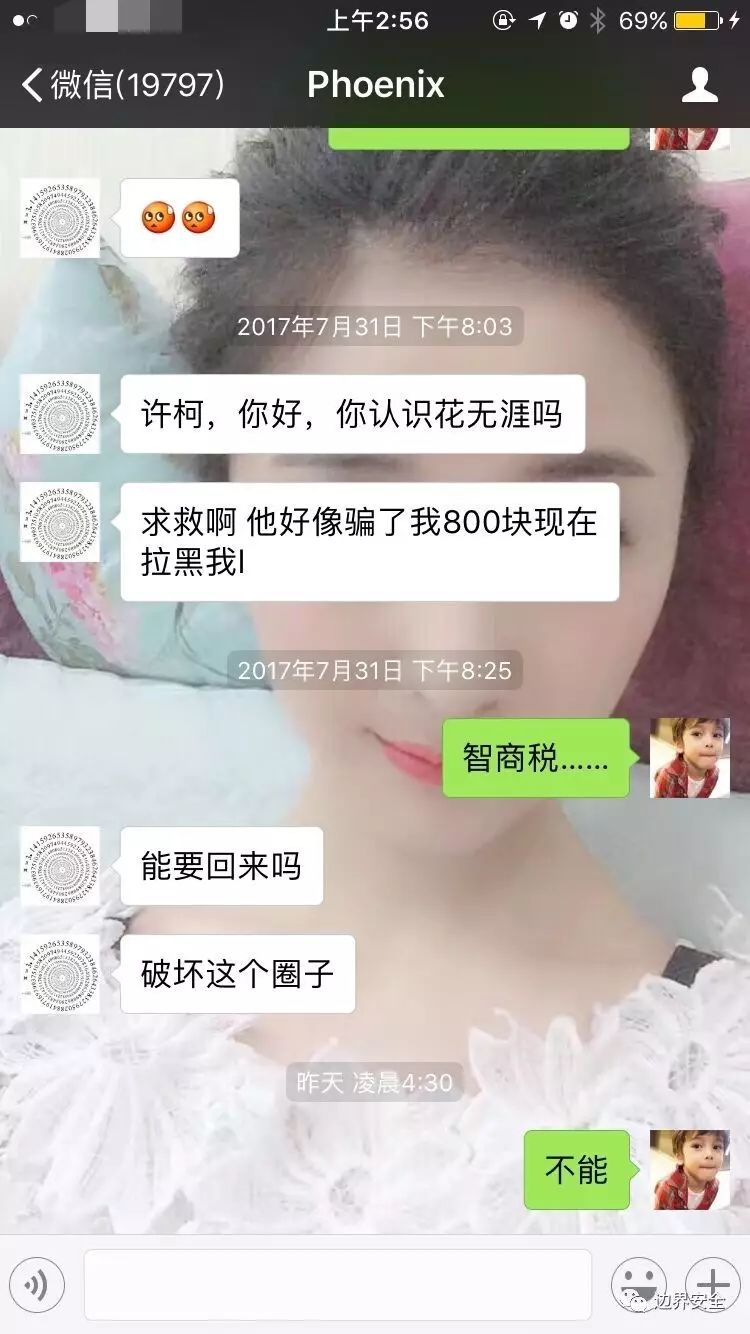 上午2:56
69%
微信(19797)
Phoenix
2017年7月31日 下午8:03
许柯，你好，你认识花无涯吗
求救啊 他好像骗了我800块现在
拉黑我l
2017年7月31日 下午8:25
智商税……
能要回来吗
破坏这个圈子
昨天 凌晨4:30
不能
边界安全